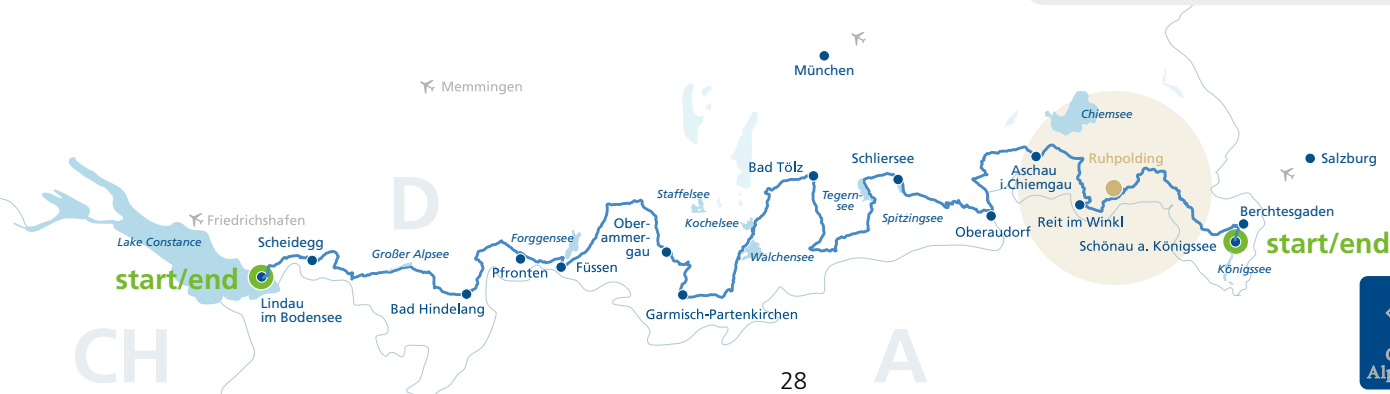 München
Memmingen
Chiemsee
Ruhpolding
Salzburg
Bad Tölz
Schliersee
Aschau
i.Chiemgau
D
Staffelsee
Tegern-
see
Friedrichshafen
Lake Constance
Scheidegg
Großer Alpsee
Forggensee
Ober-
ammer-
gau
Kochelsee
Spitzingsee
Oberaudorf
Reit im Winkl
Berchtesgaden
Schönau a. Königssee
start/end
Königssee
start/end
Pfronten
Füssen
Walchensee
Lindau
im Bodensee
Bad Hindelang
Garmisch-Partenkirchen
CH
A
28